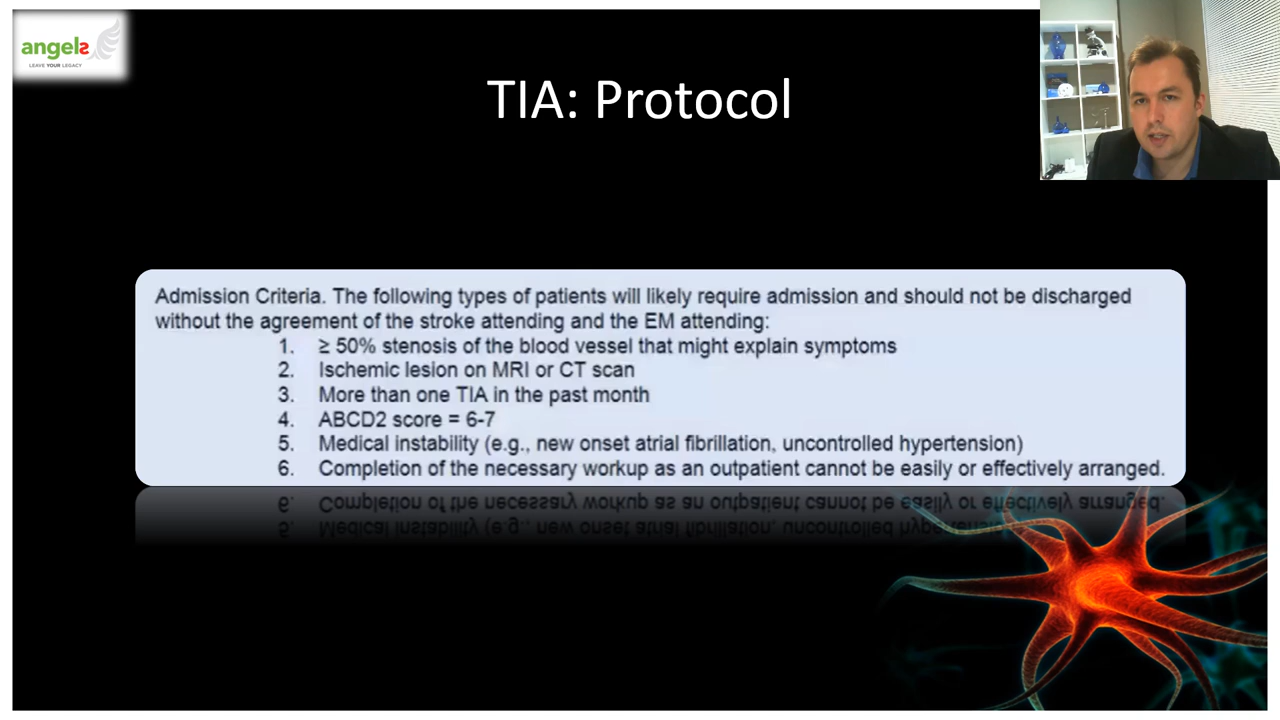 angels
LEAVE YOUR LEGACY
TIA: Protocol
Admission Criteria. The following types of patients will likely require admission and should not be discharged
without the agreement of the stroke attending and the EM attending:
1. ≥ 50% stenosis of the blood vessel that might explain symptoms
2. Ischemic lesion on MRI or CT scan
3. More than one TIA in the past month
4. ABCD2 score = 6-7
5. Medical instability (e.g., new onset atrial fibrillation, uncontrolled hypertension)
6. Completion of the necessary workup as an outpatient cannot be easily or effectively arranged.